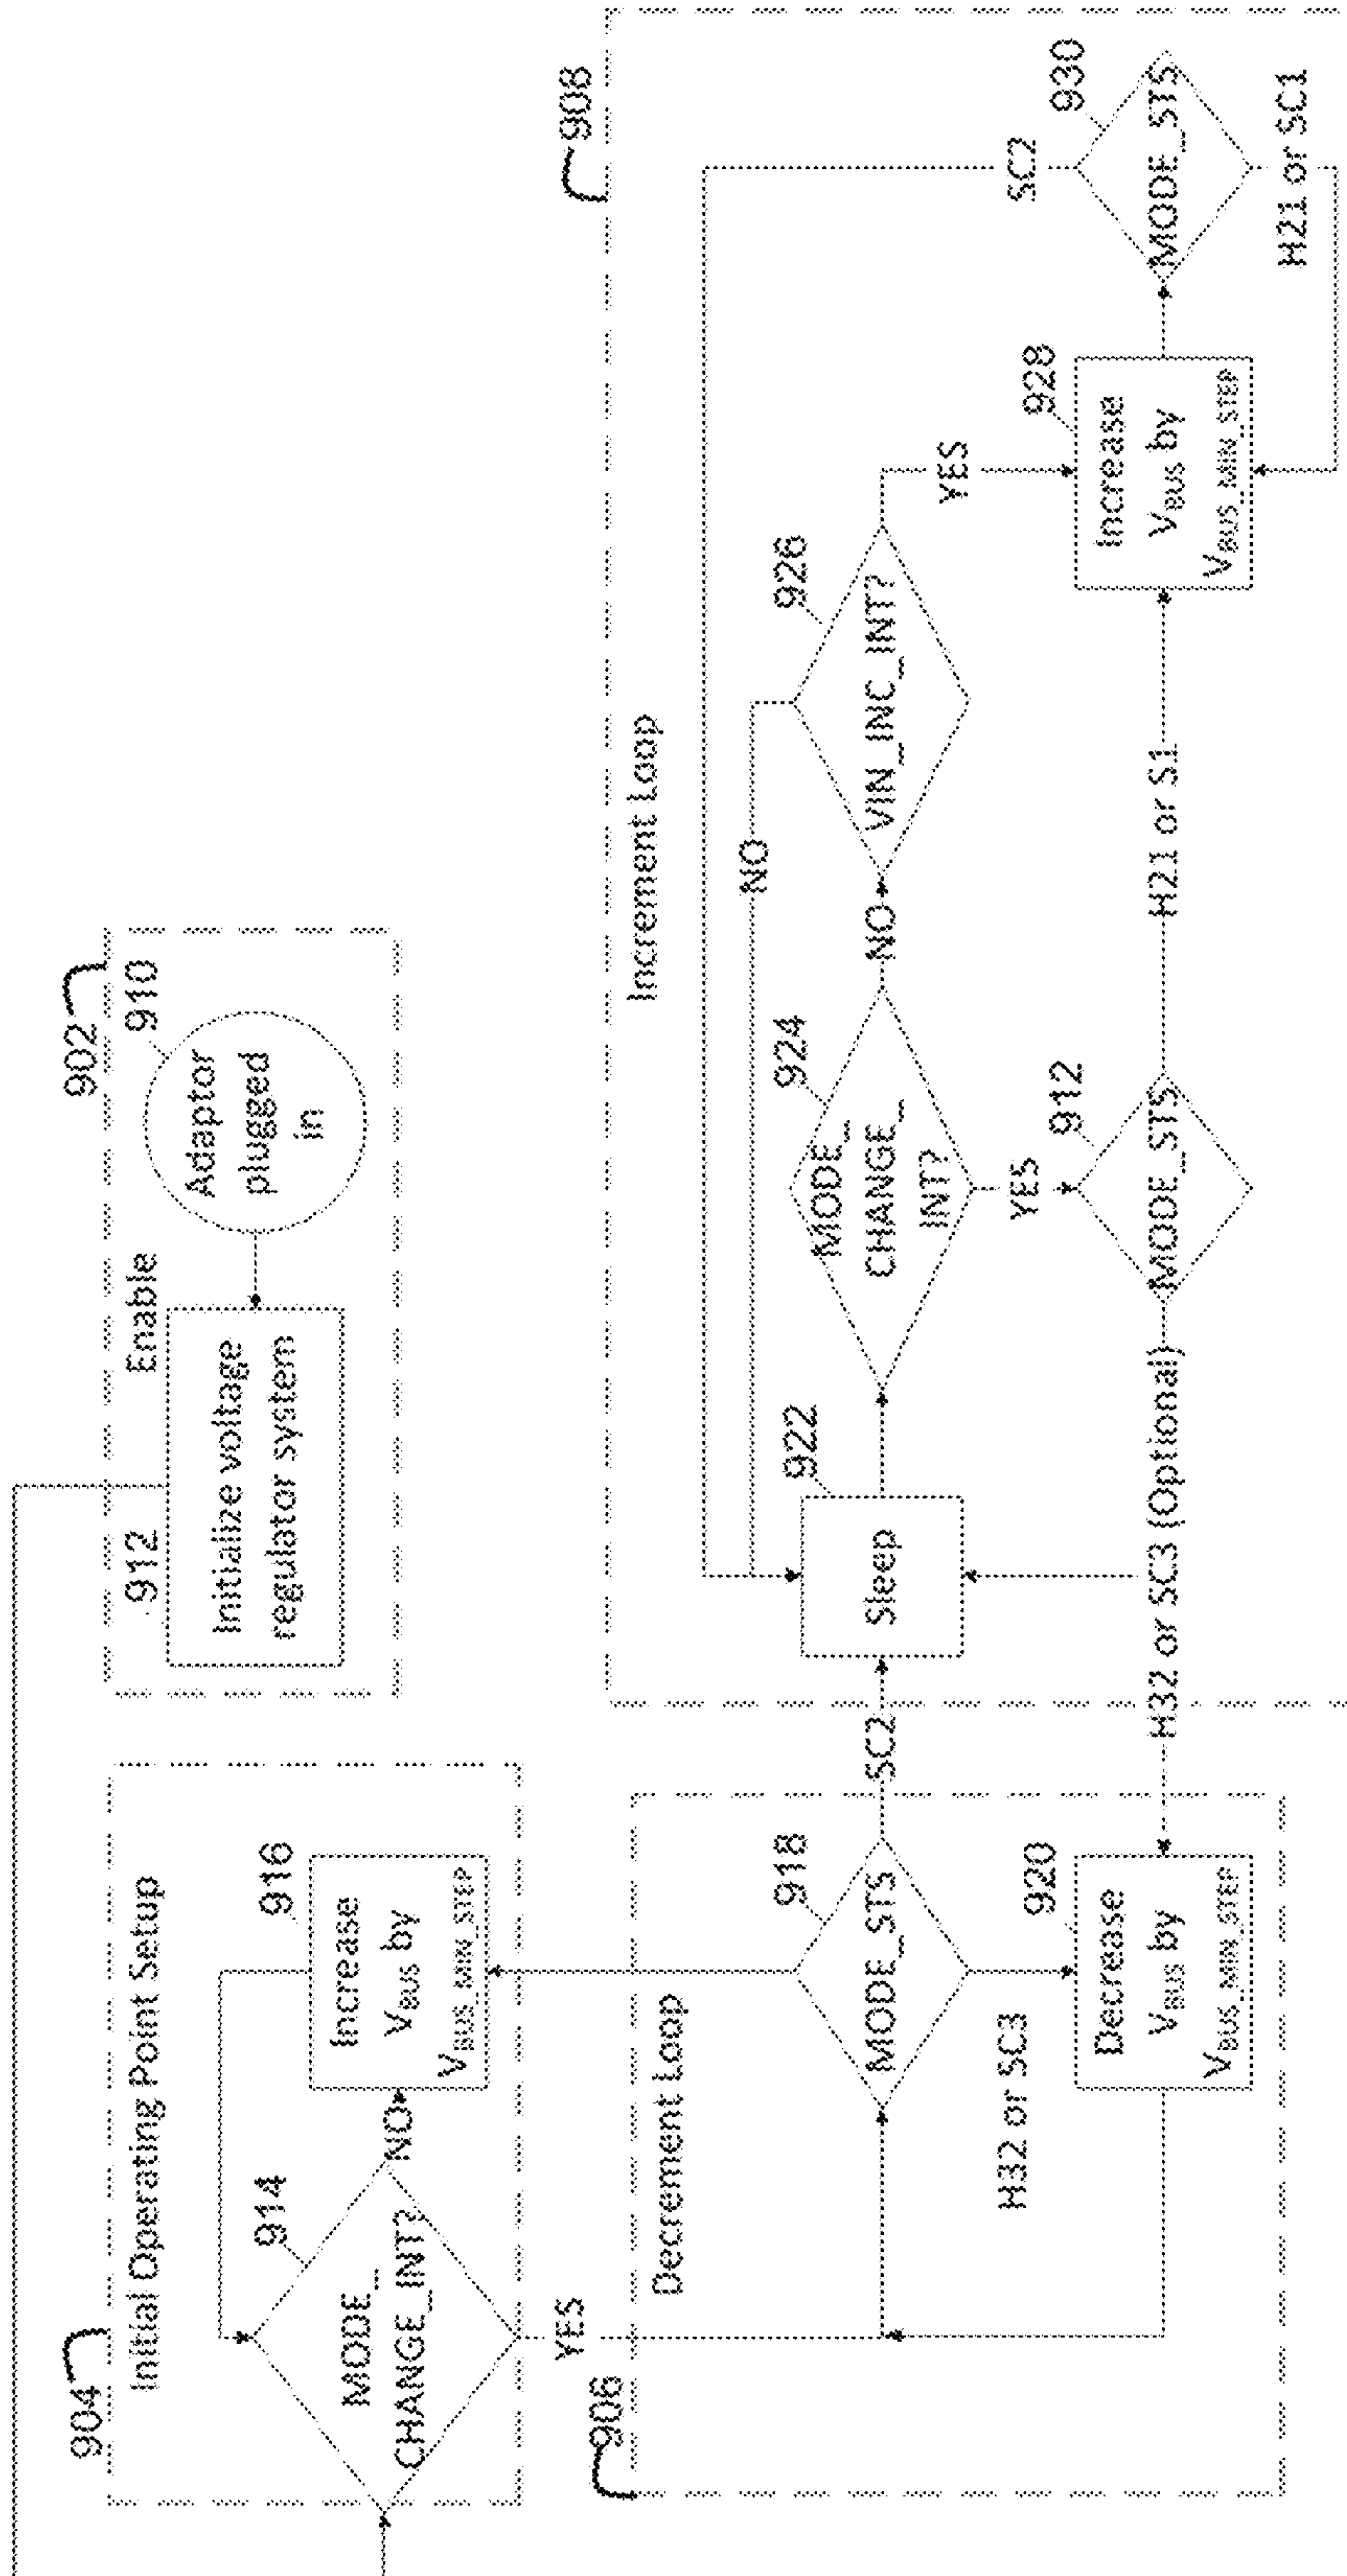 902
Enable
910
Adaptor
plugged
in
912
Initialize voltage
regulator system
904
Initial Operating Point Setup
914
MODE_
CHANGE_INT?
NO
916
Increase
VBUS by
VBUS_MIN_STEP
YES
906
Decrement Loop
918
MODE_STS
SC2
H32 or SC3
920
Decrease
VBUS by
VBUS_MIN_STEP
908
Increment Loop
922
Sleep
924
MODE_
CHANGE_
INT?
NO
926
VIN_INC_INT?
NO
YES
YES
912
MODE_STS
H32 or SC3 (Optional)
H21 or S1
928
Increase
VBUS by
VBUS_MIN_STEP
930
MODE_STS
SC2
H21 or SC1